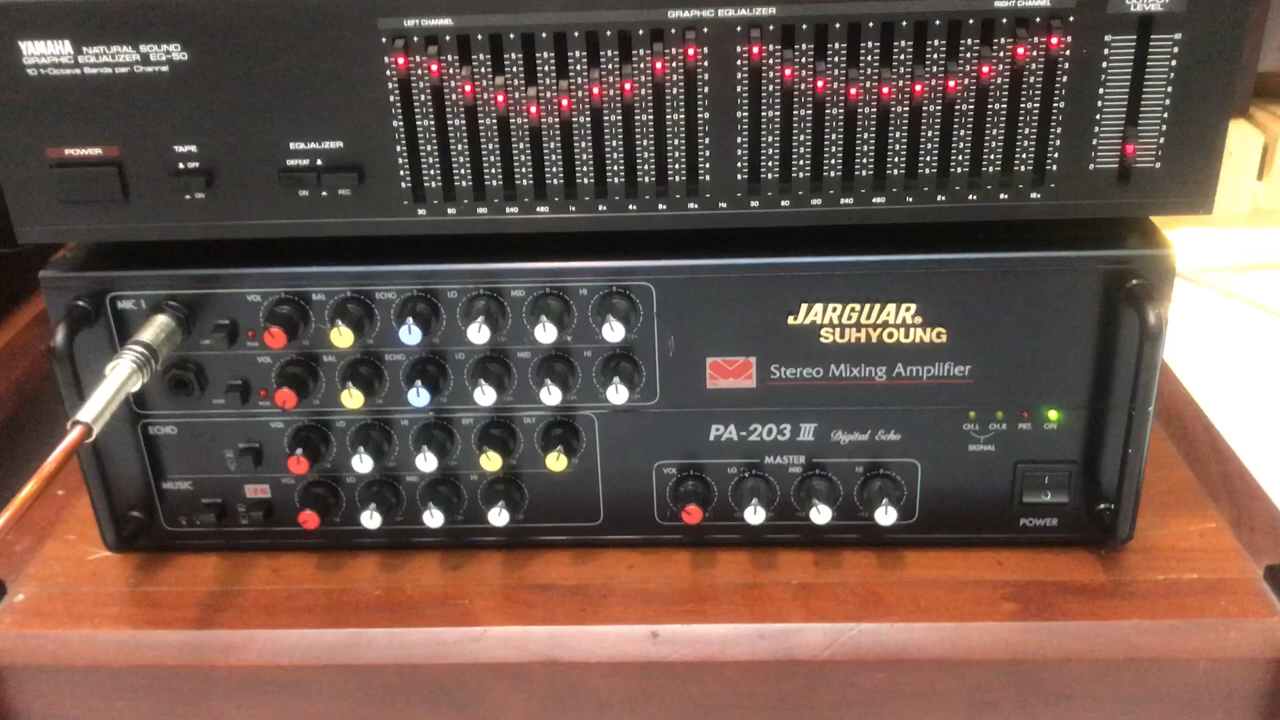 LEFT CHANNEL GRAPHIC EQUALIZER RIGHT CHANNEL OUTPUT LEVEL
YAMAHA NATURAL SOUND
GRAPHIC EQUALIZER EQ-50
10 1-Octave Bands per Channel
POWER TAPE EQUALIZER
OFF DEFEAT
ON ON REC
30 60 120 240 480 1k 2k 4k 8k 16k Hz 30 60 120 240 480 1k 2k 4k 8k 16k
MIC 1 VOL BAL ECHO LO MID HI
VOL BAL ECHO LO MID HI
JARGUAR®
SUHYOUNG
Stereo Mixing Amplifier
ECHO VOL LO HI RPT DLY
PA-203 III Digital Echo
CH.L CH.R PRT. ON
SIGNAL
MUSIC VOL LO MID HI
MASTER
VOL LO MID HI
POWER